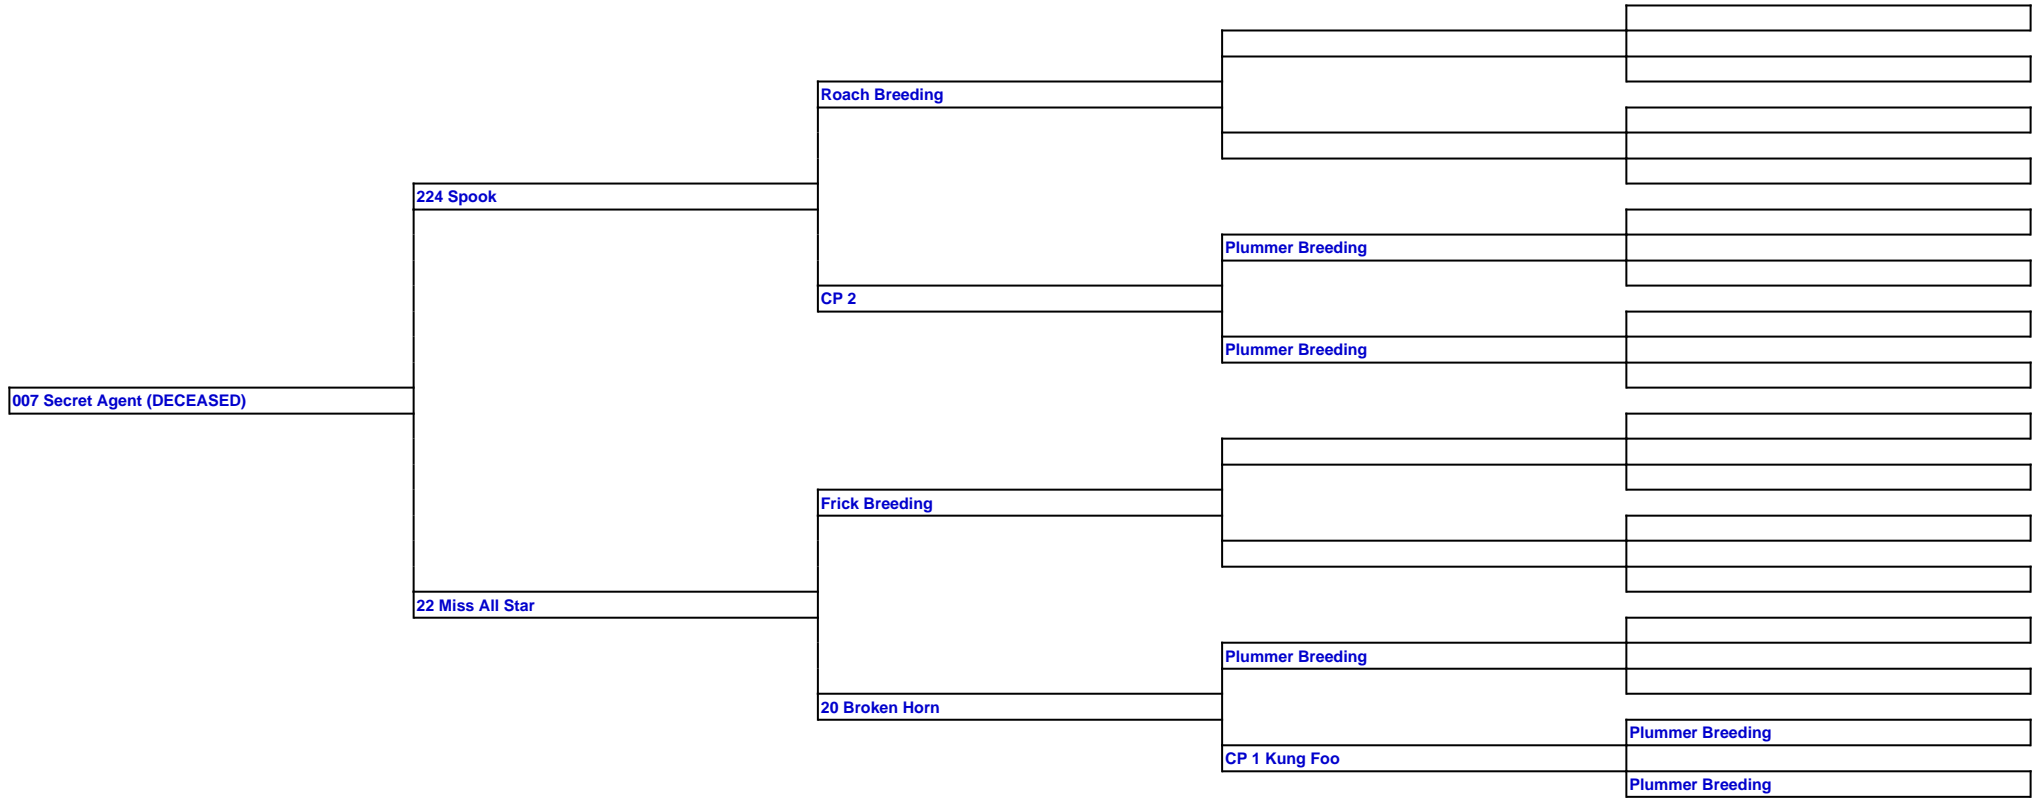 Roach Breeding
224 Spook
Plummer Breeding
CP 2
Plummer Breeding
007 Secret Agent (DECEASED)
Frick Breeding
22 Miss All Star
Plummer Breeding
20 Broken Horn
Plummer Breeding
CP 1 Kung Foo
Plummer Breeding